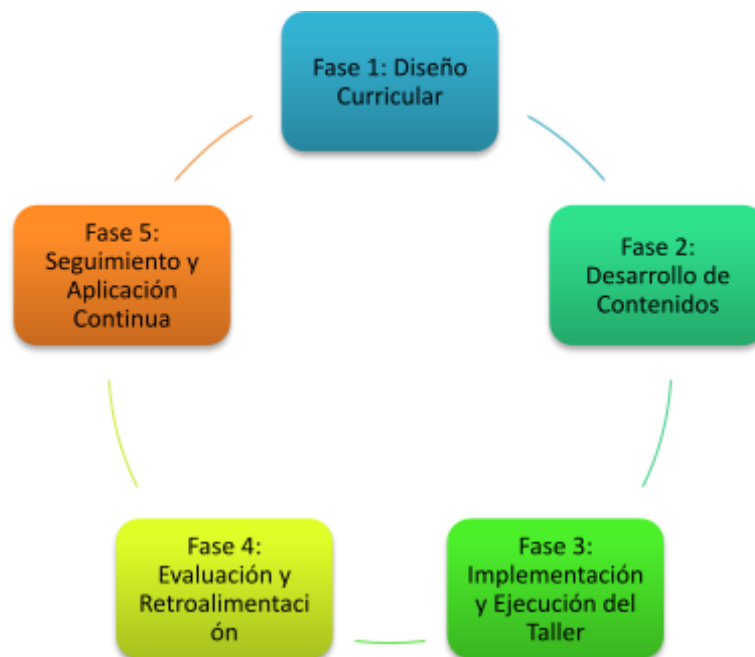 Fase 1: Diseño
Curricular
Fase 2:
Desarrollo de
Contenidos
Fase 3:
Implementación
y Ejecución del
Taller
Fase 4:
Evaluación y
Retroalimentaci
ón
Fase 5:
Seguimiento y
Aplicación
Continua